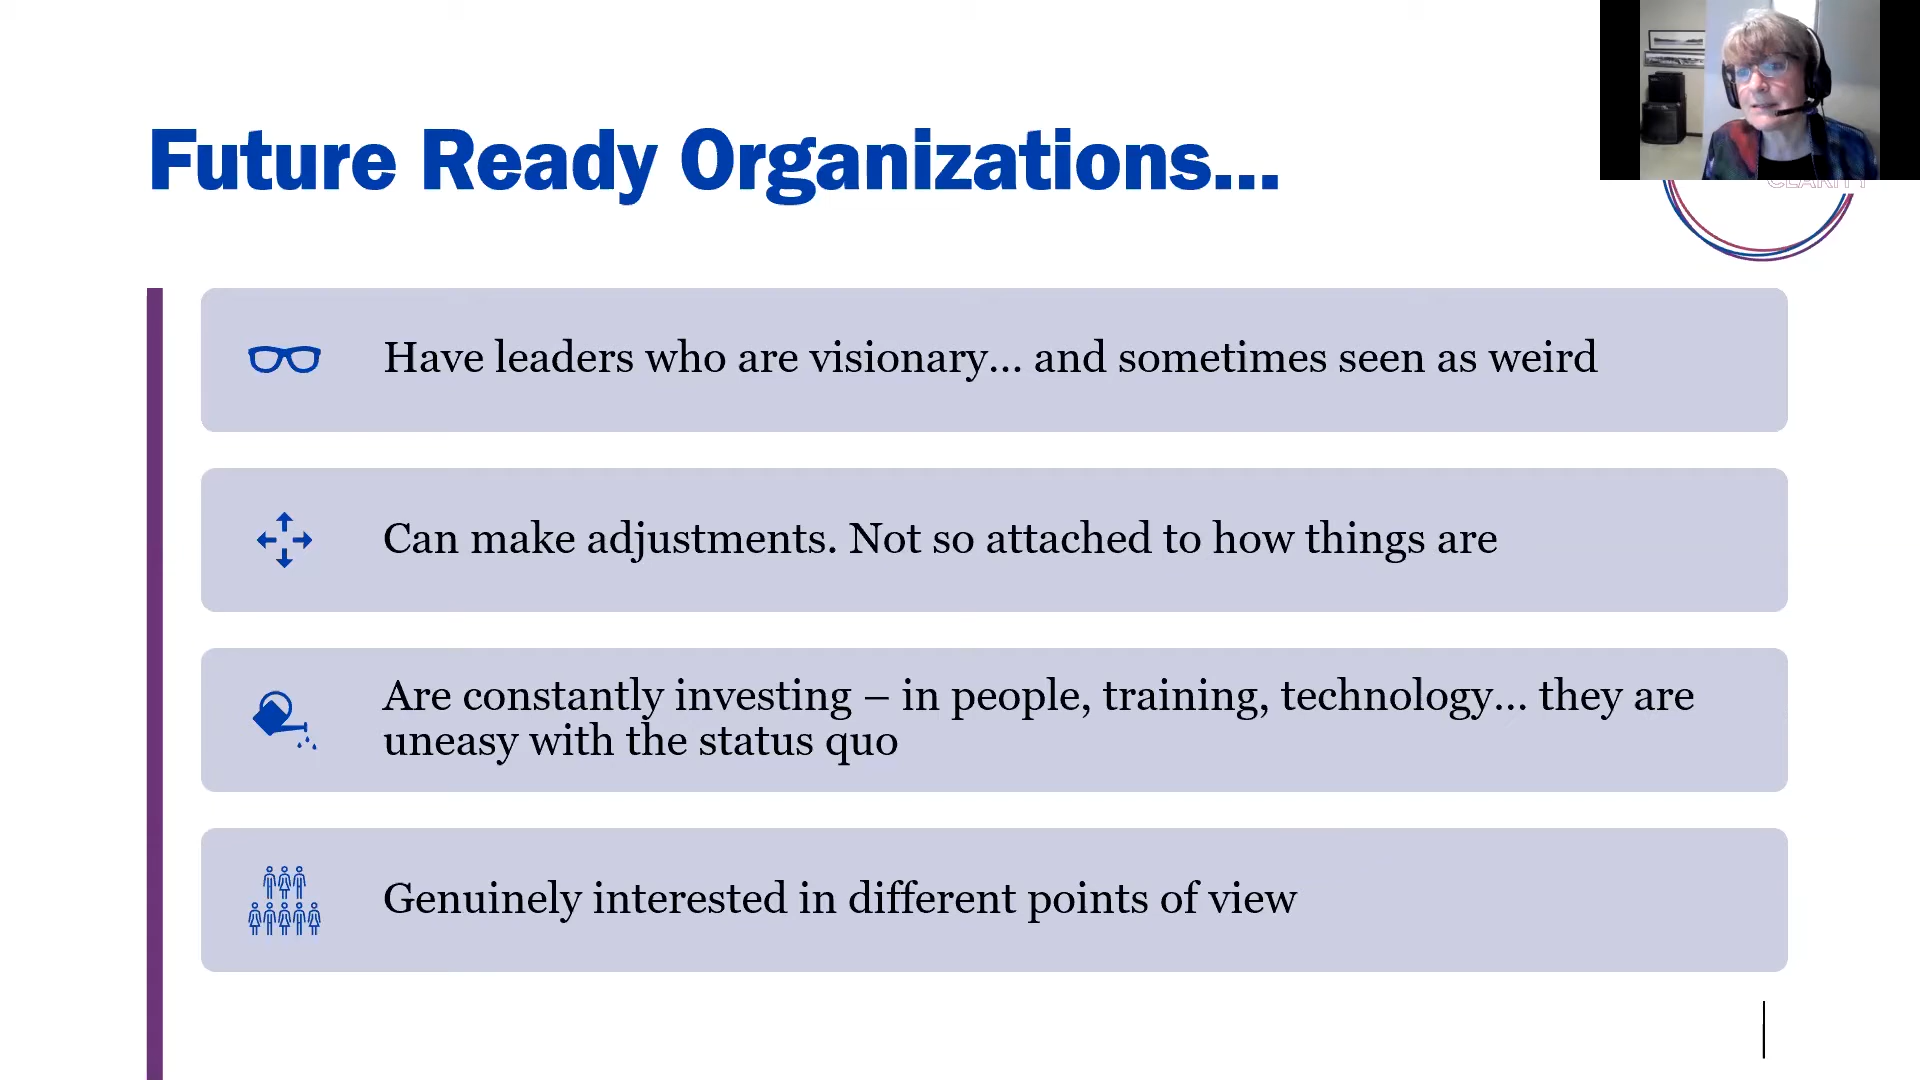 Future Ready Organizations...
CLARITY
Have leaders who are visionary... and sometimes seen as weird
Can make adjustments. Not so attached to how things are
Are constantly investing – in people, training, technology... they are
uneasy with the status quo
Genuinely interested in different points of view